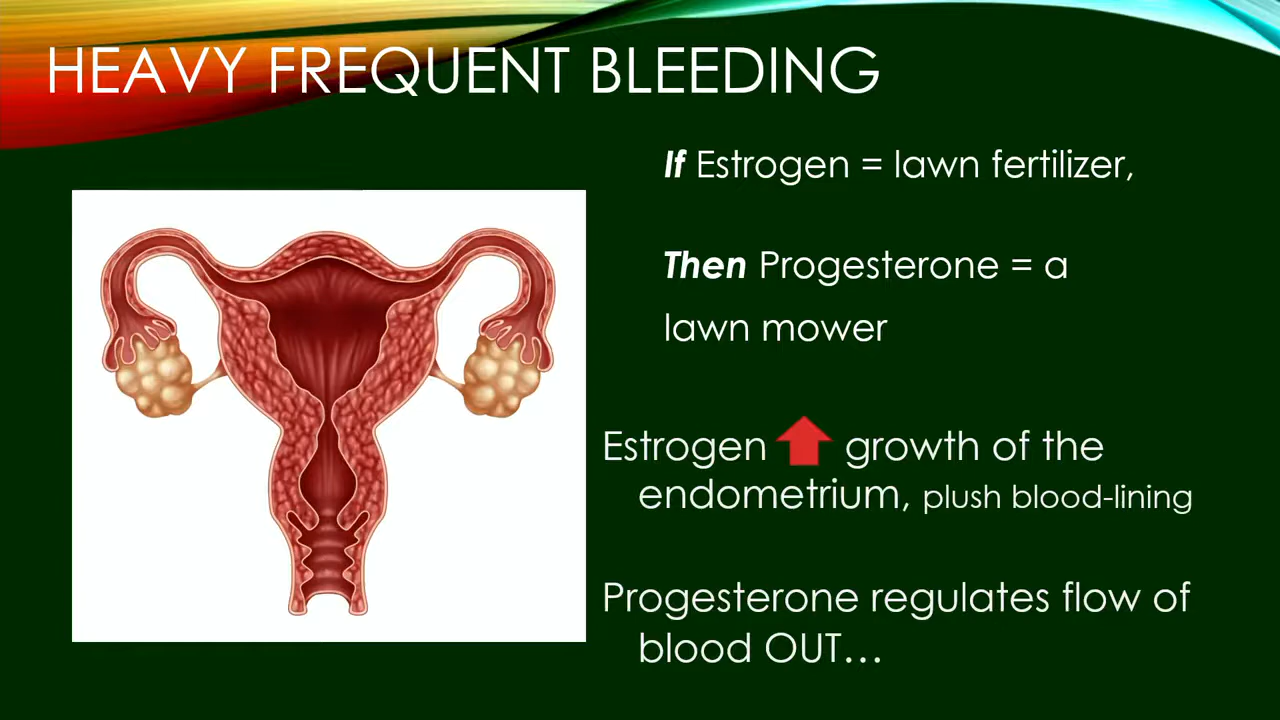 HEAVY FREQUENT BLEEDING
If Estrogen = lawn fertilizer,
Then Progesterone = a
lawn mower
Estrogen growth of the
endometrium, plush blood-lining
Progesterone regulates flow of
blood OUT…